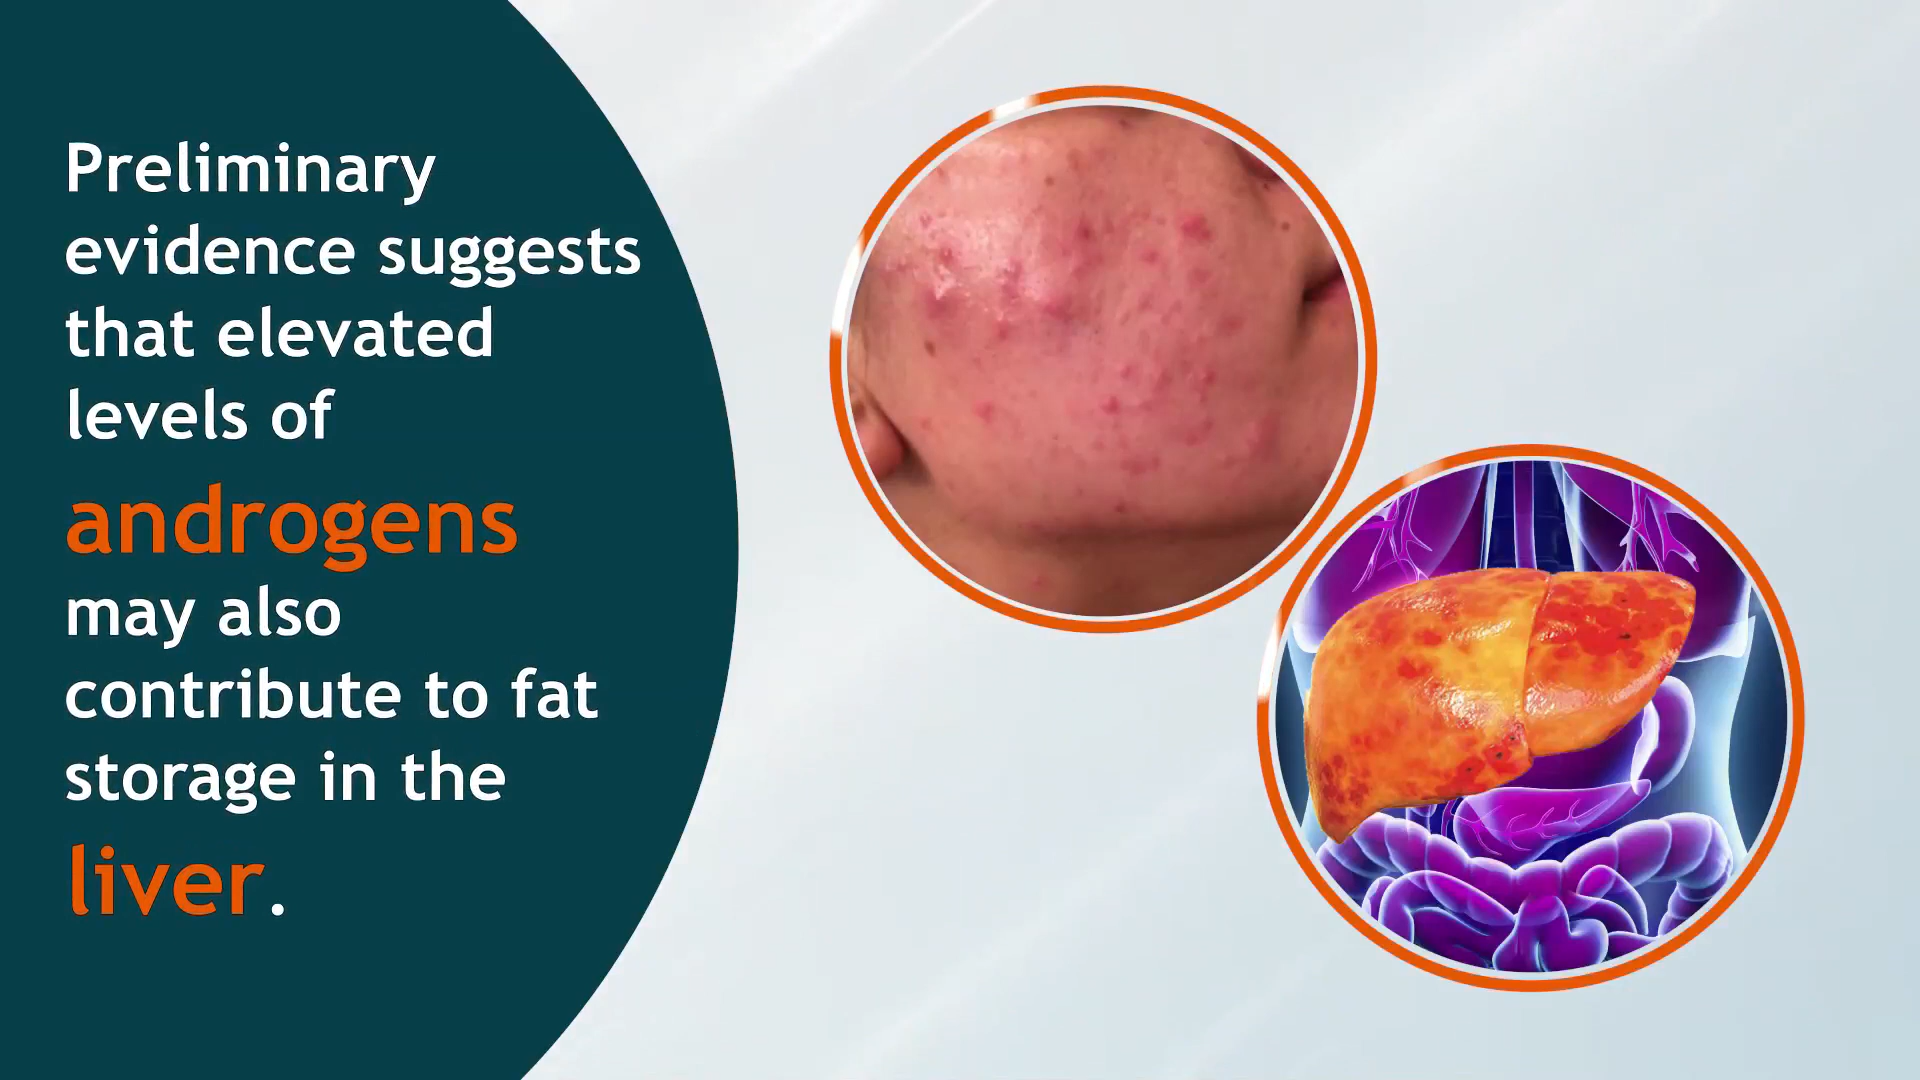 Preliminary
evidence suggests
that elevated
levels of
androgens
may also
contribute to fat
storage in the
liver.